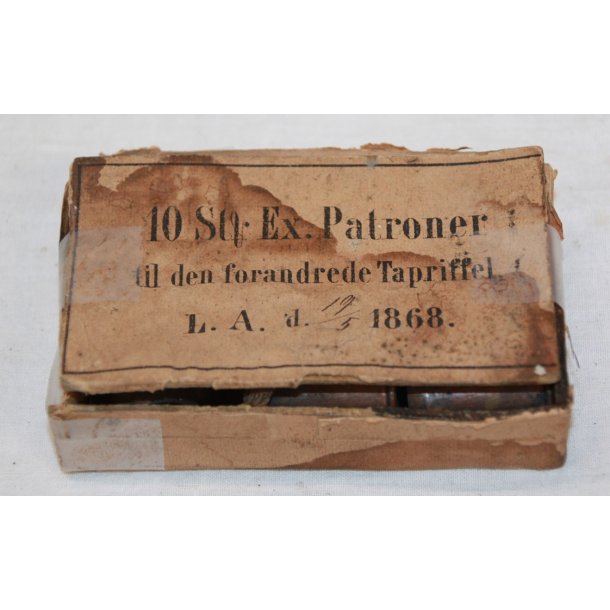 10 Stk Ex. Patroner
til den forandrede Tapriffel.
L. A. d. 19/5 1868.